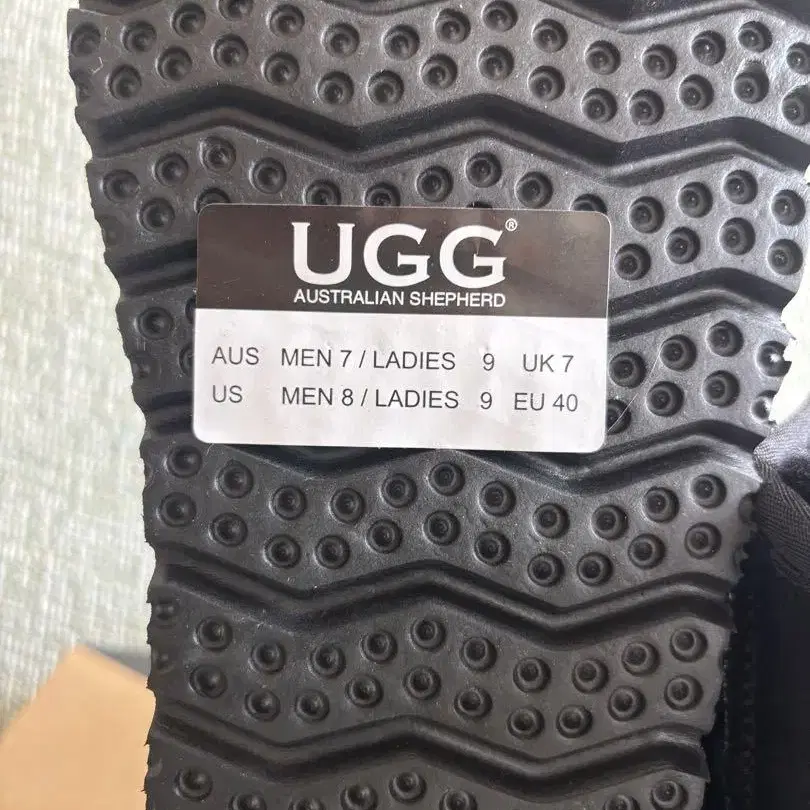 UGG®
AUSTRALIAN SHEPHERD
AUS MEN 7 / LADIES 9 UK 7
US MEN 8 / LADIES 9 EU 40